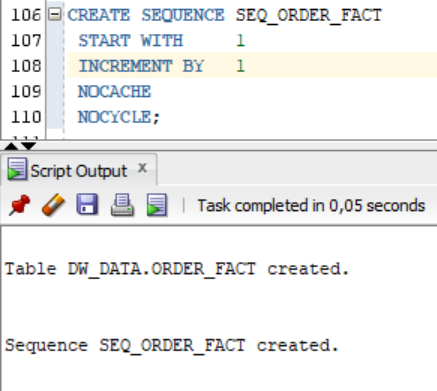 106 CREATE SEQUENCE SEQ_ORDER_FACT
107 START WITH 1
108 INCREMENT BY 1
109 NOCACHE
110 NOCYCLE;
Script Output x
Task completed in 0,05 seconds
Table DW_DATA.ORDER_FACT created.
Sequence SEQ_ORDER_FACT created.